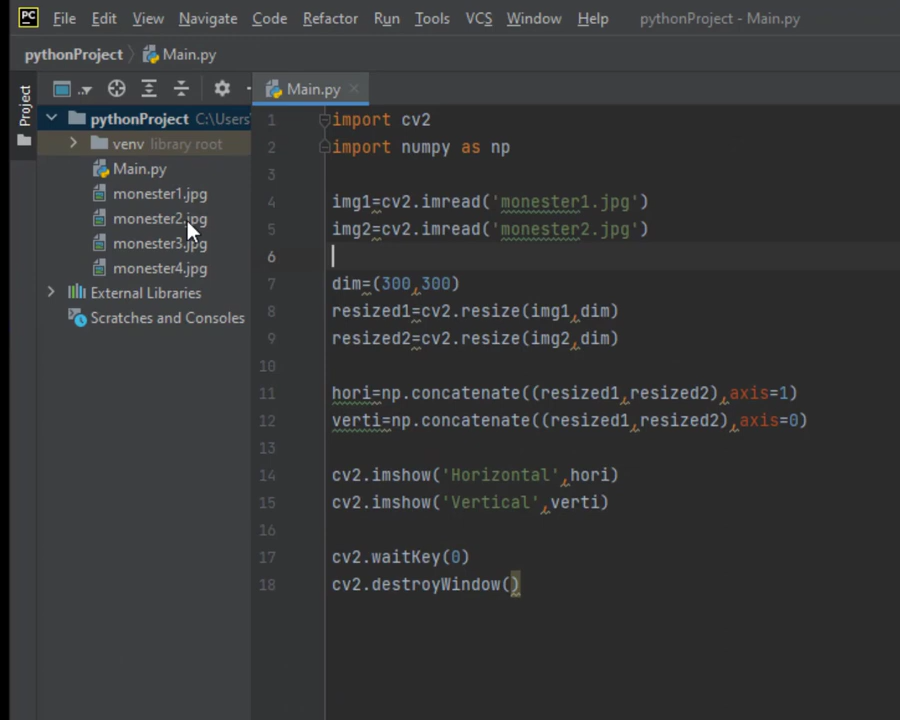 PC File Edit View Navigate Code Refactor Run Tools VCS Window Help pythonProject - Main.py
pythonProject Main.py
Project
Main.py
pythonProject C:\Users\
venv library root
Main.py
monester1.jpg
monester2.jpg
monester3.jpg
monester4.jpg
External Libraries
Scratches and Consoles
1 import cv2
2 import numpy as np
3
4 img1=cv2.imread('monester1.jpg')
5 img2=cv2.imread('monester2.jpg')
6
7 dim=(300,300)
8 resized1=cv2.resize(img1,dim)
9 resized2=cv2.resize(img2,dim)
10
11 hori=np.concatenate((resized1,resized2),axis=1)
12 verti=np.concatenate((resized1,resized2),axis=0)
13
14 cv2.imshow('Horizontal',hori)
15 cv2.imshow('Vertical',verti)
16
17 cv2.waitKey(0)
18 cv2.destroyWindow()